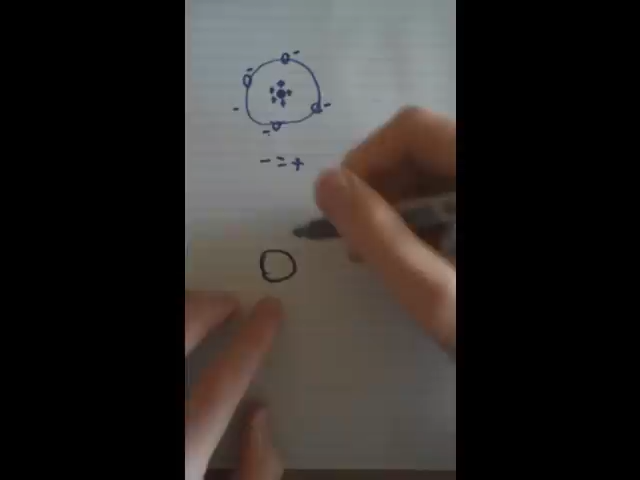 - = +